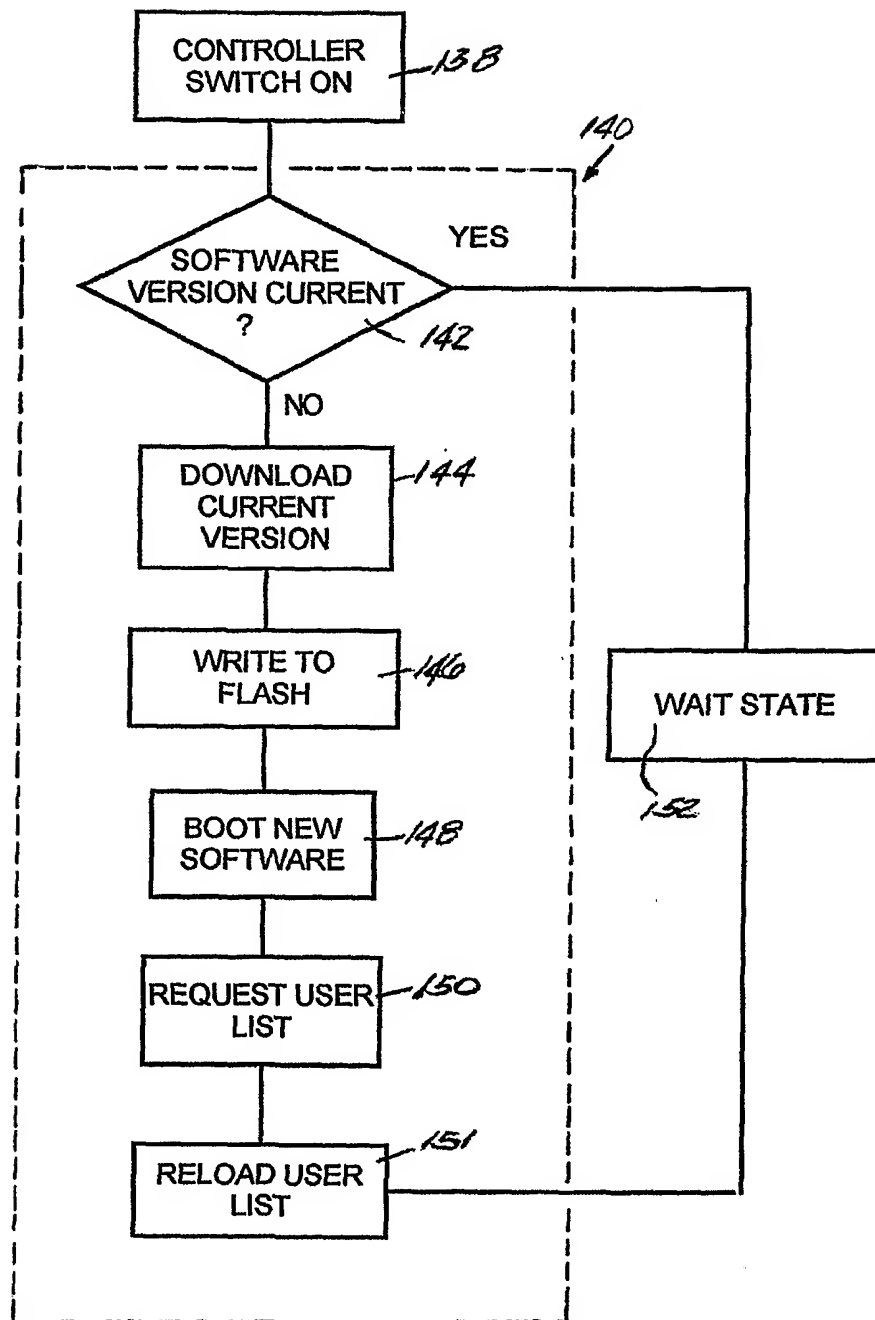 CONTROLLER
SWITCH ON
138
140
YES
SOFTWARE
VERSION CURRENT
?
142
NO
DOWNLOAD
CURRENT
VERSION
144
WRITE TO
FLASH
146
WAIT STATE
152
BOOT NEW
SOFTWARE
148
REQUEST USER
LIST
150
RELOAD USER
LIST
151